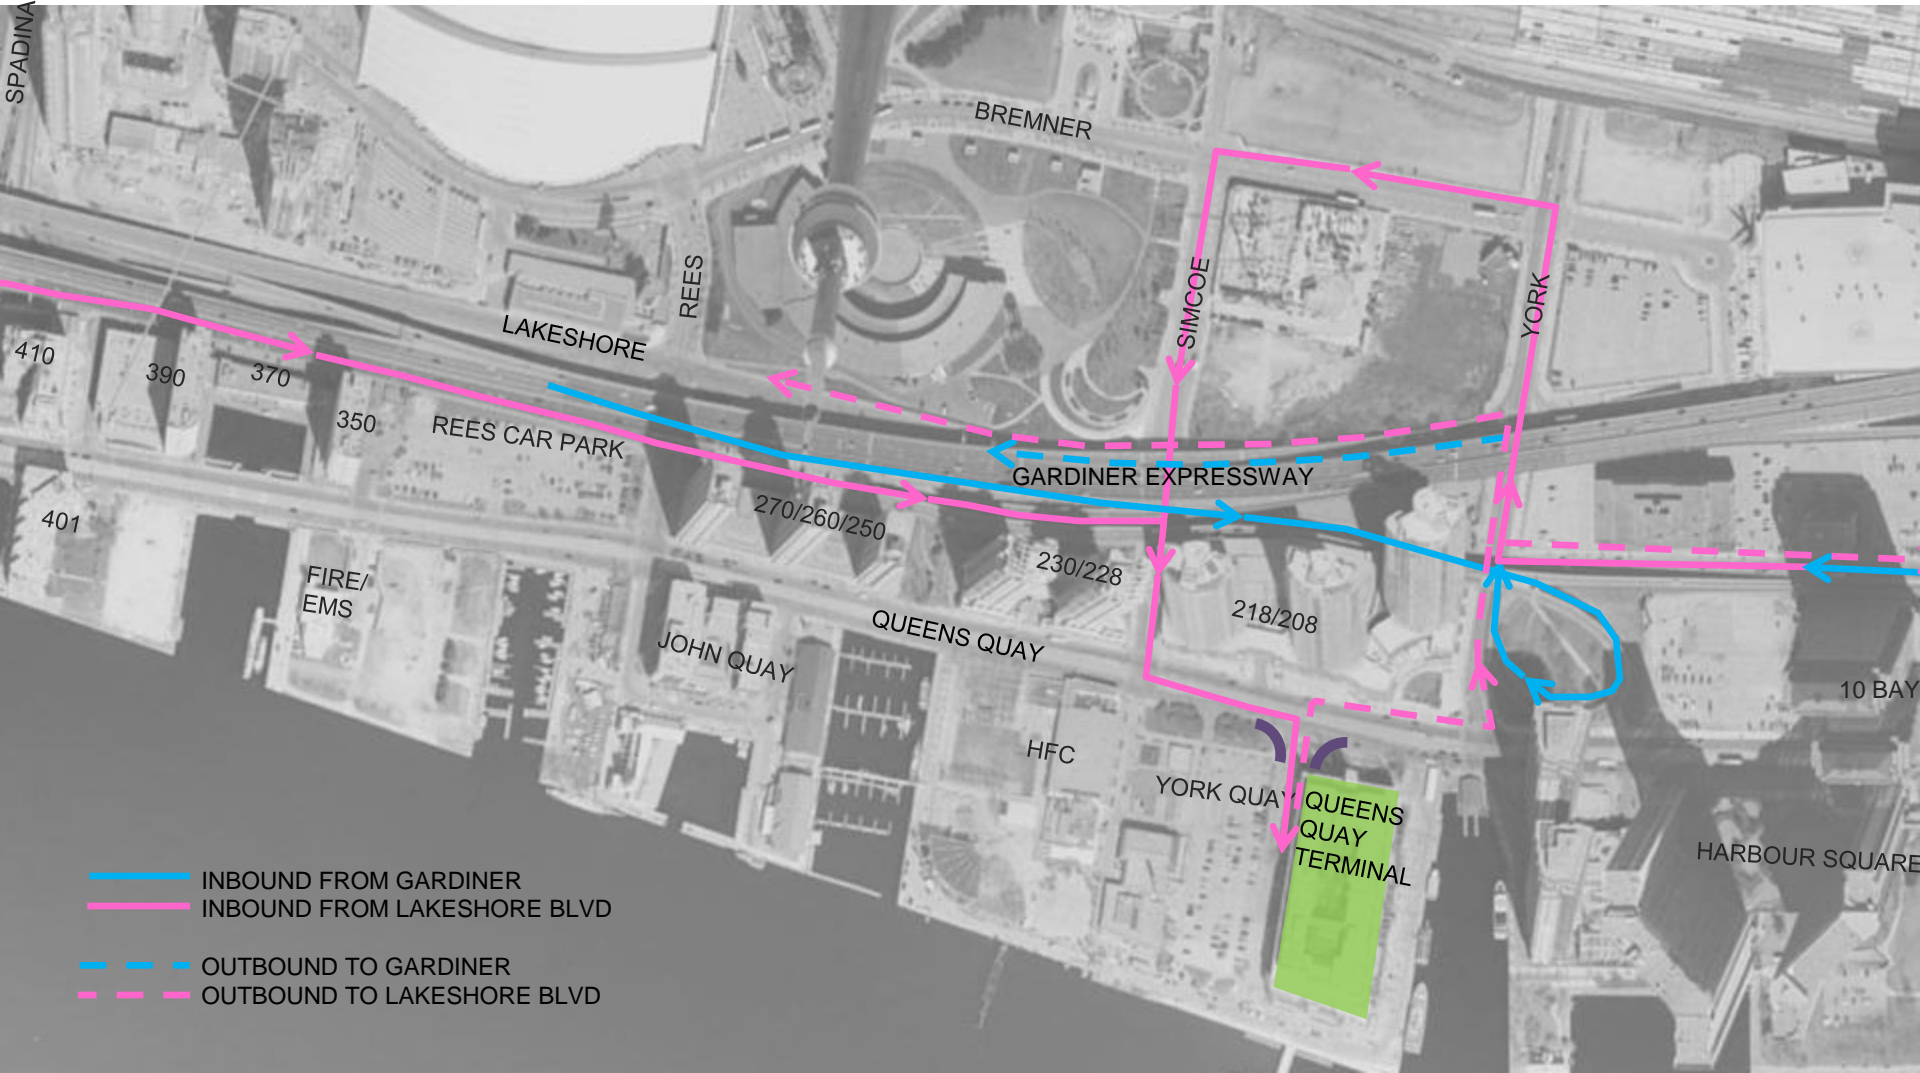 SPADINA
BREMNER
REES
SIMCOE
YORK
LAKESHORE
410
390
370
350
REES CAR PARK
GARDINER EXPRESSWAY
401
270/260/250
230/228
FIRE/
EMS
218/208
QUEENS QUAY
JOHN QUAY
10 BAY
HFC
YORK QUAY
QUEENS
QUAY
TERMINAL
HARBOUR SQUARE
INBOUND FROM GARDINER
INBOUND FROM LAKESHORE BLVD
OUTBOUND TO GARDINER
OUTBOUND TO LAKESHORE BLVD